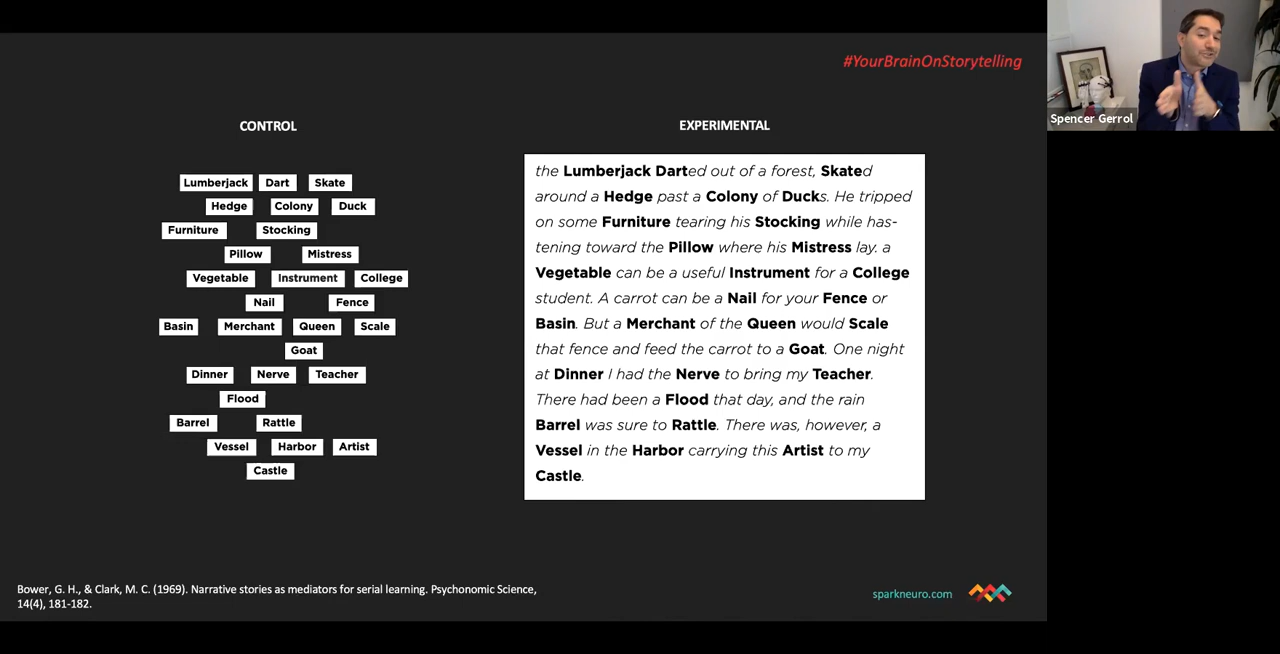 #YourBrainOnStorytelling
Spencer Gerrol
CONTROL
Lumberjack Dart Skate
Hedge Colony Duck
Furniture Stocking
Pillow Mistress
Vegetable Instrument College
Nail Fence
Basin Merchant Queen Scale
Goat
Dinner Nerve Teacher
Flood
Barrel Rattle
Vessel Harbor Artist
Castle
EXPERIMENTAL
the Lumberjack Darted out of a forest, Skated
around a Hedge past a Colony of Ducks. He tripped
on some Furniture tearing his Stocking while has-
tening toward the Pillow where his Mistress lay. a
Vegetable can be a useful Instrument for a College
student. A carrot can be a Nail for your Fence or
Basin. But a Merchant of the Queen would Scale
that fence and feed the carrot to a Goat. One night
at Dinner I had the Nerve to bring my Teacher.
There had been a Flood that day, and the rain
Barrel was sure to Rattle. There was, however, a
Vessel in the Harbor carrying this Artist to my
Castle.
Bower, G. H., & Clark, M. C. (1969). Narrative stories as mediators for serial learning. Psychonomic Science,
14(4), 181-182.
sparkneuro.com